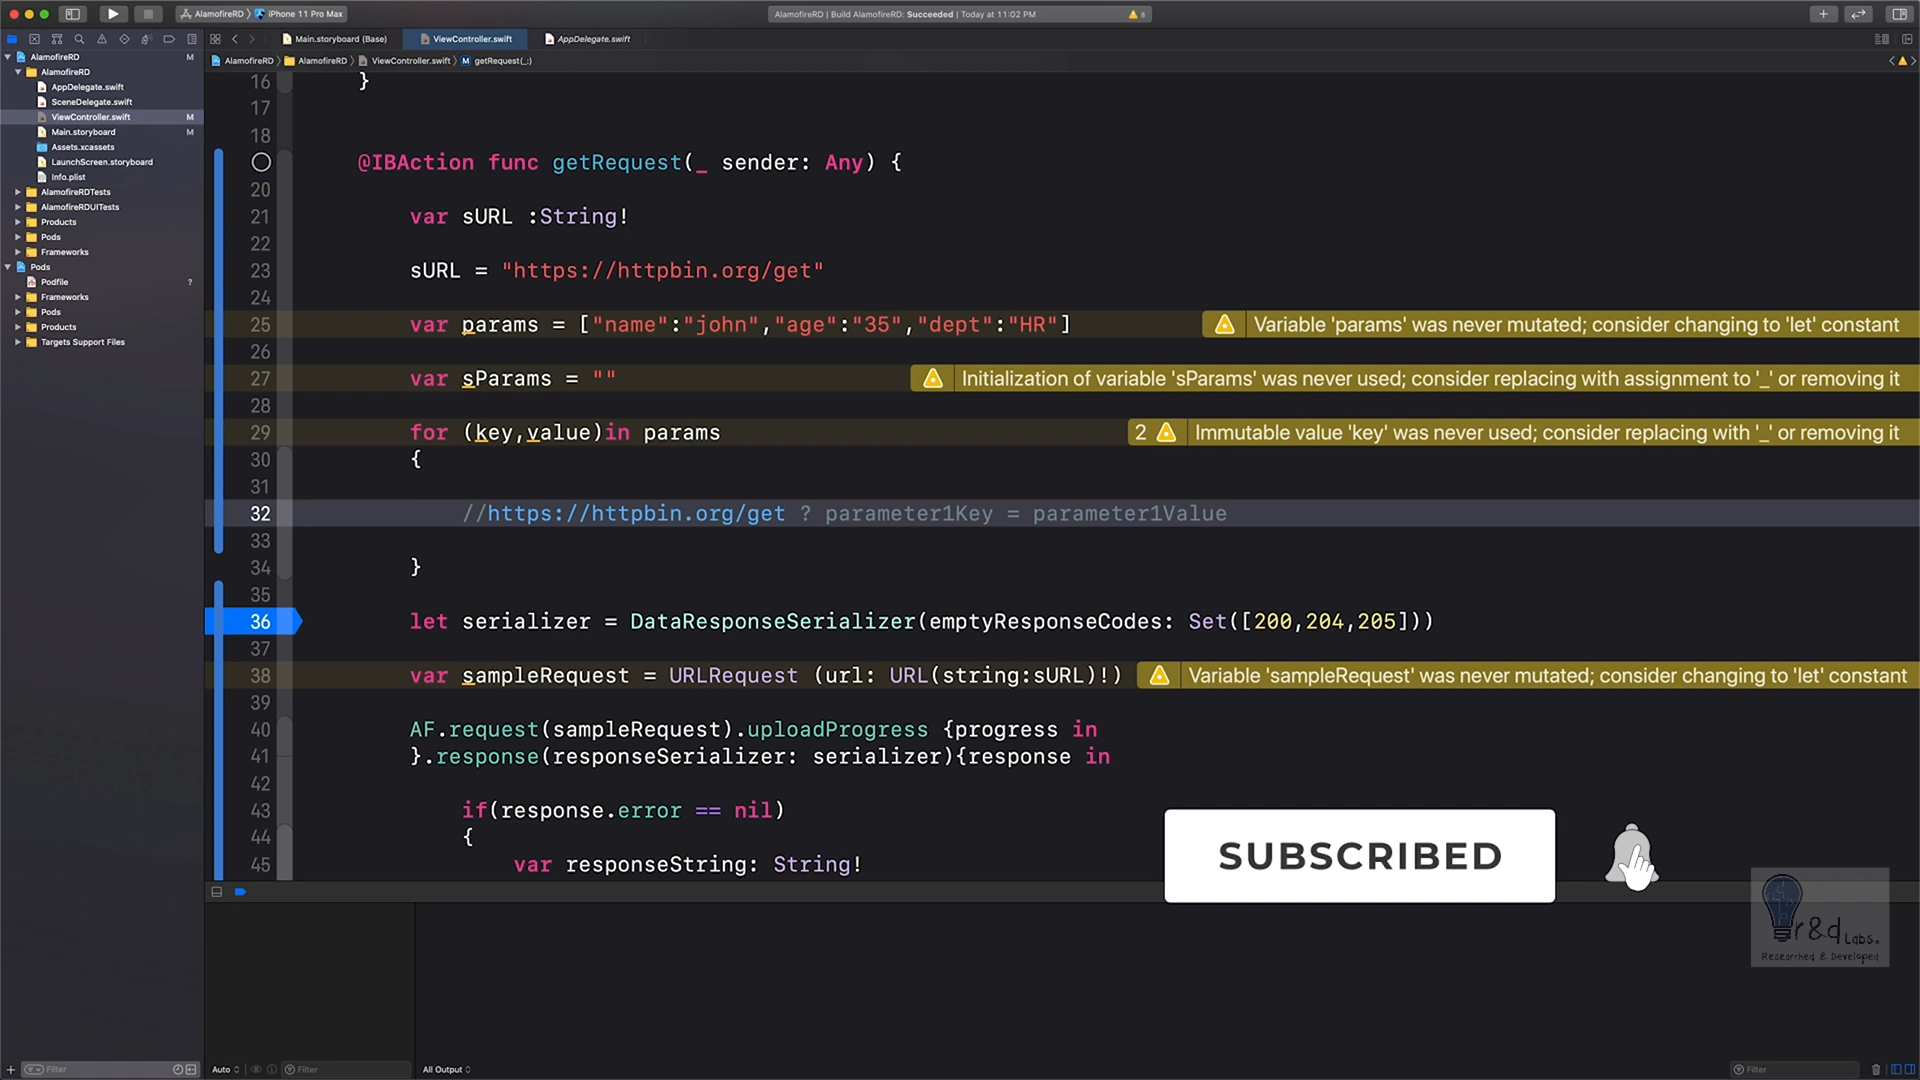 AlamofireRD
iPhone 11 Pro Max
AlamofireRD | Build AlamofireRD: Succeeded | Today at 11:02 PM
Main.storyboard (Base)
ViewController.swift
AppDelegate.swift
AlamofireRD
M
AlamofireRD
AlamofireRD
ViewController.swift
M getRequest(_:)
AlamofireRD
AppDelegate.swift
SceneDelegate.swift
ViewController.swift M
Main.storyboard M
Assets.xcassets
LaunchScreen.storyboard
Info.plist
AlamofireRDTests
AlamofireRDUITests
Products
Pods
Frameworks
Pods
Podfile ?
Frameworks
Pods
Products
Targets Support Files
16 }
17
18
@IBAction func getRequest(_ sender: Any) {
20
21 var sURL :String!
22
23 sURL = "https://httpbin.org/get"
24
25 var params = ["name":"john","age":"35","dept":"HR"] Variable 'params' was never mutated; consider changing to 'let' constant
26
27 var sParams = "" Initialization of variable 'sParams' was never used; consider replacing with assignment to '_' or removing it
28
29 for (key,value)in params 2 Immutable value 'key' was never used; consider replacing with '_' or removing it
30 {
31
32 //https://httpbin.org/get ? parameter1Key = parameter1Value
33
34 }
35
36 let serializer = DataResponseSerializer(emptyResponseCodes: Set([200,204,205]))
37
38 var sampleRequest = URLRequest (url: URL(string:sURL)!) Variable 'sampleRequest' was never mutated; consider changing to 'let' constant
39
40 AF.request(sampleRequest).uploadProgress {progress in
41 }.response(responseSerializer: serializer){response in
42
43 if(response.error == nil)
44 {
45 var responseString: String!
SUBSCRIBED
r&d Labs.
Researched & Developed
Filter
Auto
Filter
All Output
Filter